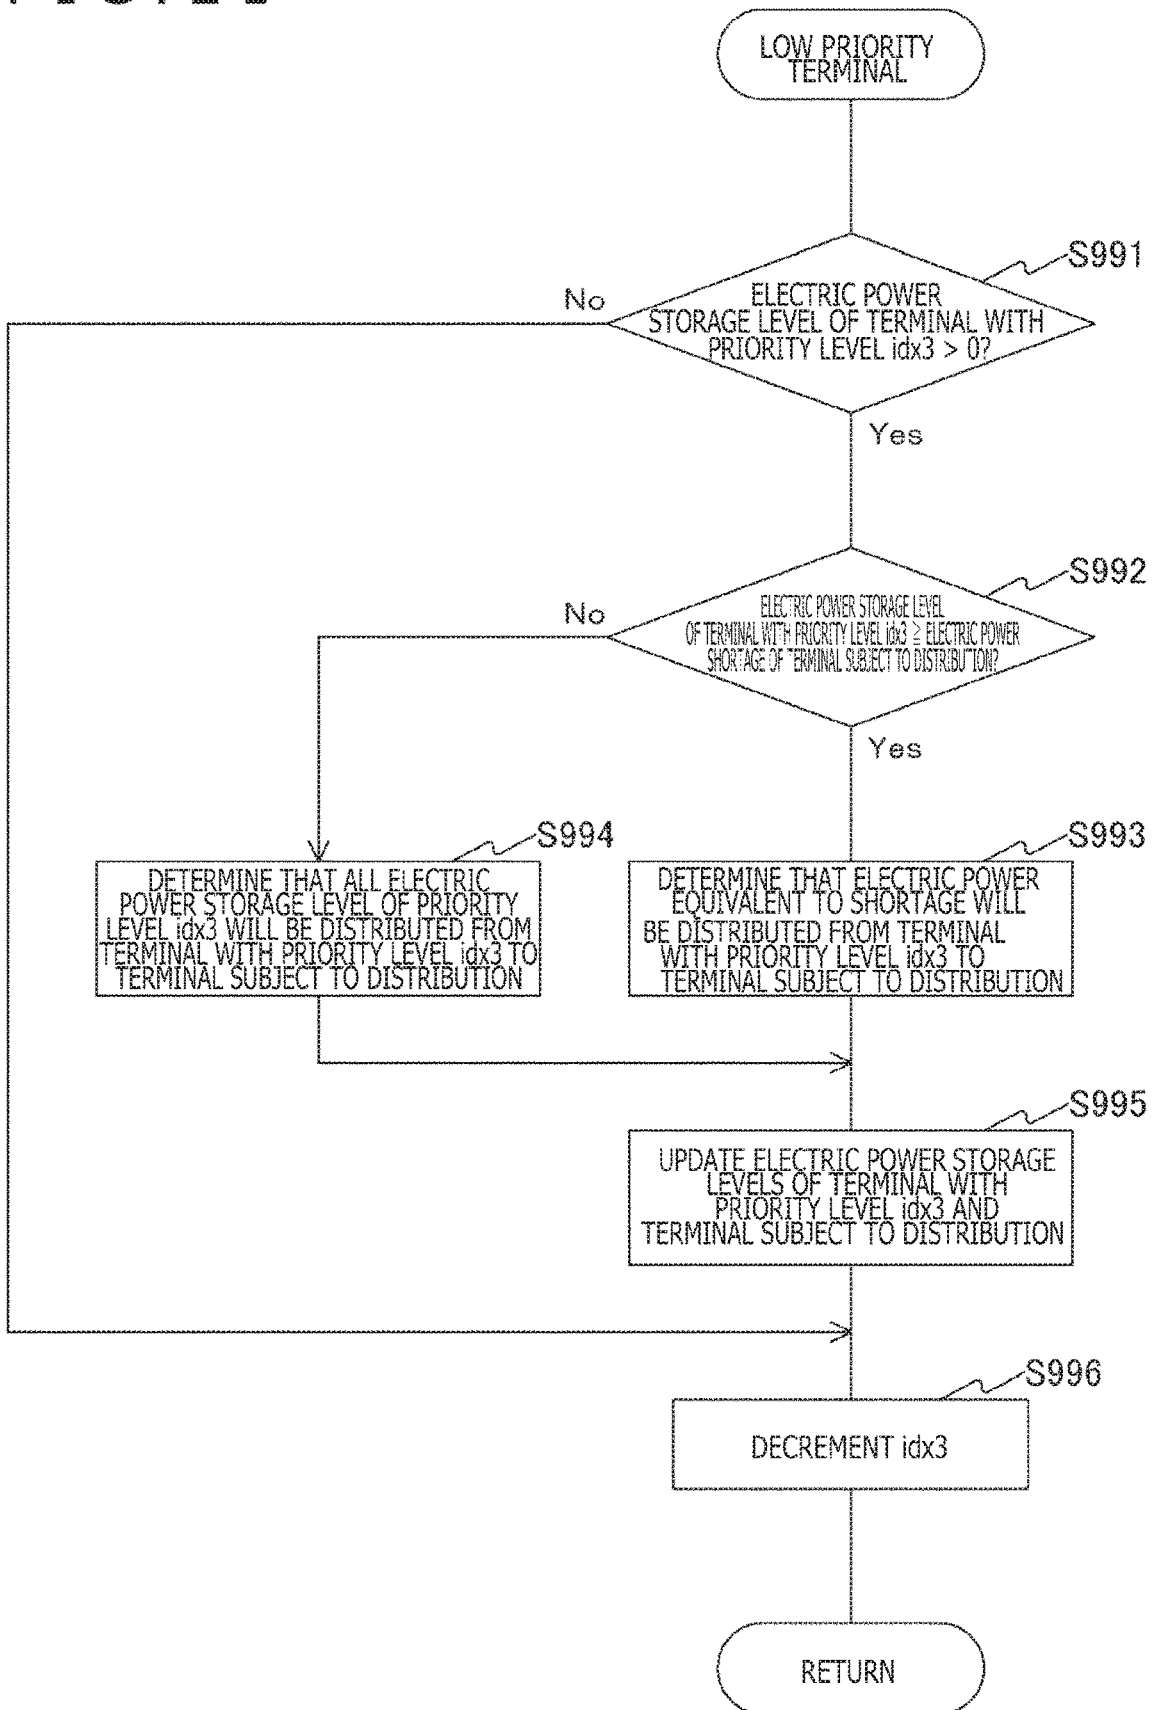 LOW PRIORITY
TERMINAL
S991
No
ELECTRIC POWER
STORAGE LEVEL OF TERMINAL WITH
PRIORITY LEVEL idx3 > 0?
Yes
S992
No
ELECTRIC POWER STORAGE LEVEL
OF TERMINAL WITH PRIORITY LEVEL idx3 ≧ ELECTRIC POWER
SHORTAGE OF TERMINAL SUBJECT TO DISTRIBUTION?
Yes
S994
DETERMINE THAT ALL ELECTRIC
POWER STORAGE LEVEL OF PRIORITY
LEVEL idx3 WILL BE DISTRIBUTED FROM
TERMINAL WITH PRIORITY LEVEL idx3 TO
TERMINAL SUBJECT TO DISTRIBUTION
S993
DETERMINE THAT ELECTRIC POWER
EQUIVALENT TO SHORTAGE WILL
BE DISTRIBUTED FROM TERMINAL
WITH PRIORITY LEVEL idx3 TO
TERMINAL SUBJECT TO DISTRIBUTION
S995
UPDATE ELECTRIC POWER STORAGE
LEVELS OF TERMINAL WITH
PRIORITY LEVEL idx3 AND
TERMINAL SUBJECT TO DISTRIBUTION
S996
DECREMENT idx3
RETURN